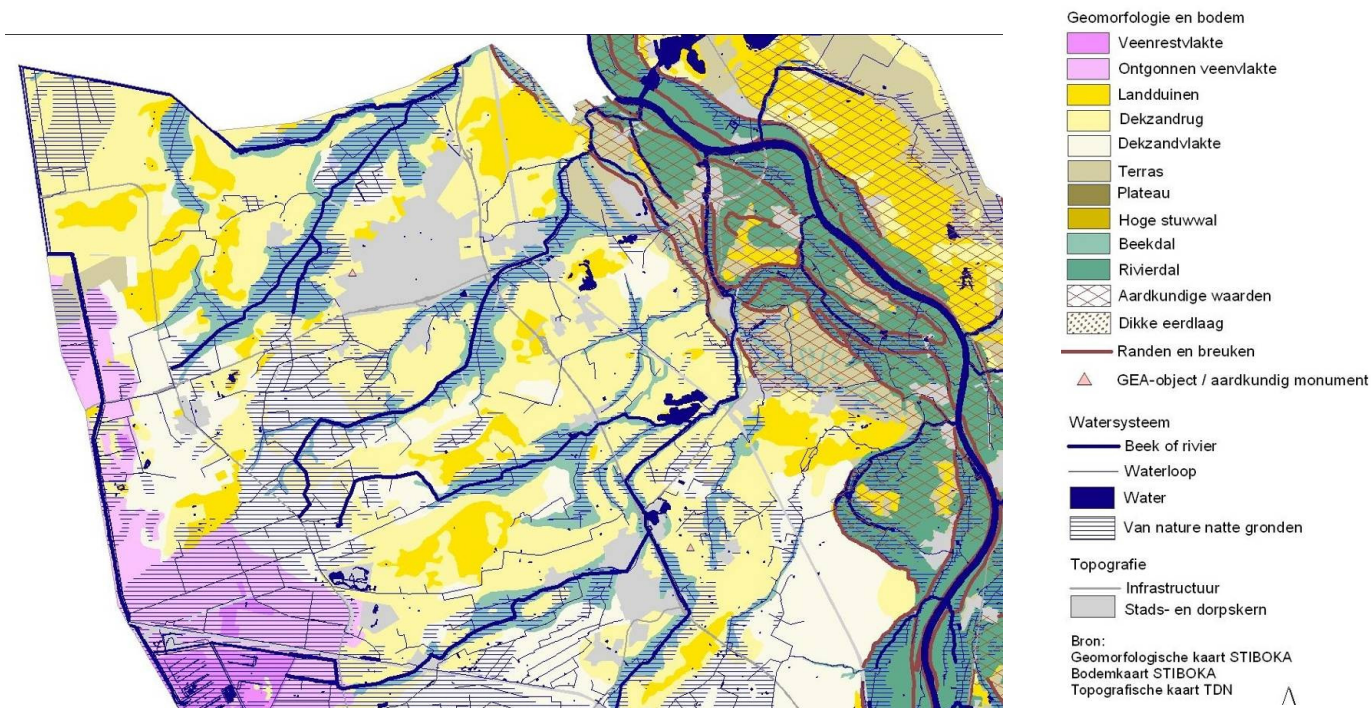 Geomorfologie en bodem
Veenrestvlakte
Ontgonnen veenvlakte
Landduinen
Dekzandrug
Dekzandvlakte
Terras
Plateau
Hoge stuwwal
Beekdal
Rivierdal
Aardkundige waarden
Dikke eerdlaag
Randen en breuken
GEA-object / aardkundig monument
Watersysteem
Beek of rivier
Waterloop
Water
Van nature natte gronden
Topografie
Infrastructuur
Stads- en dorpskern
Bron:
Geomorfologische kaart STIBOKA
Bodemkaart STIBOKA
Topografische kaart TDN